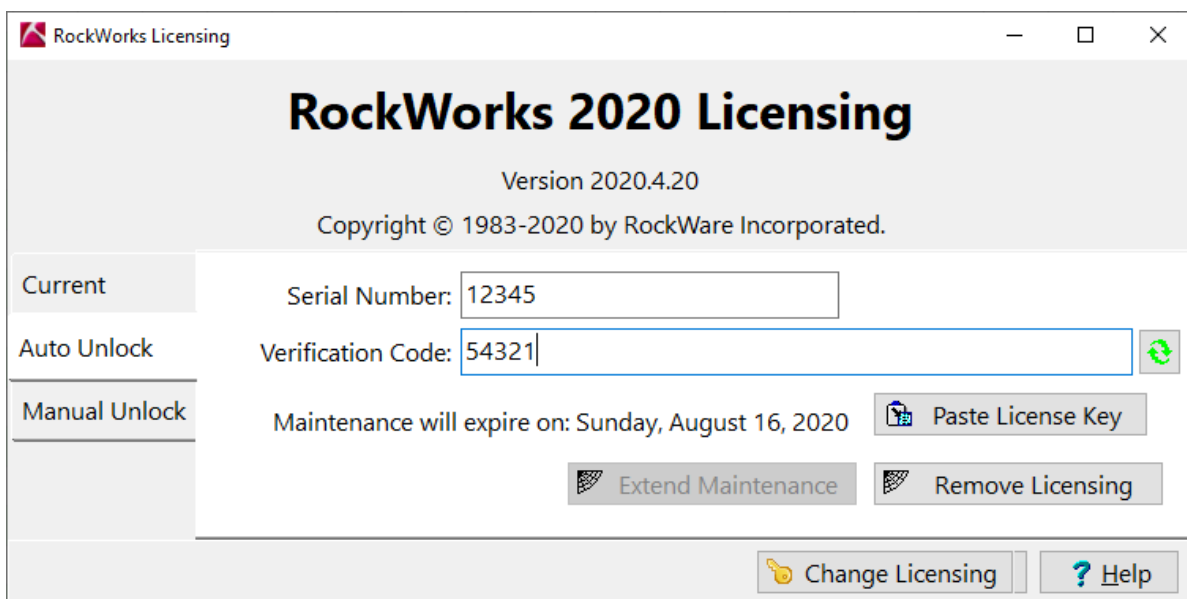 RockWorks Licensing
RockWorks 2020 Licensing
Version 2020.4.20
Copyright © 1983-2020 by RockWare Incorporated.
Current
Auto Unlock
Manual Unlock
Serial Number: 12345
Verification Code: 54321
Maintenance will expire on: Sunday, August 16, 2020 Paste License Key
Extend Maintenance Remove Licensing
Change Licensing ? Help